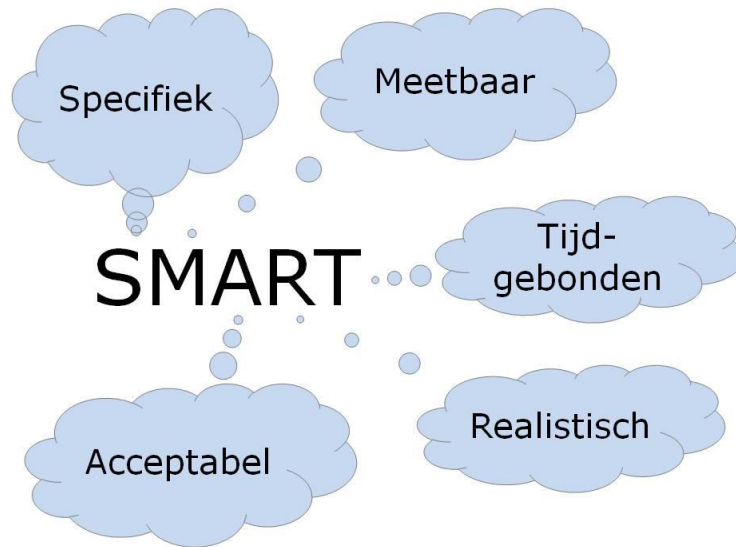 Specifiek
Meetbaar
SMART
Tijd-
gebonden
Acceptabel
Realistisch